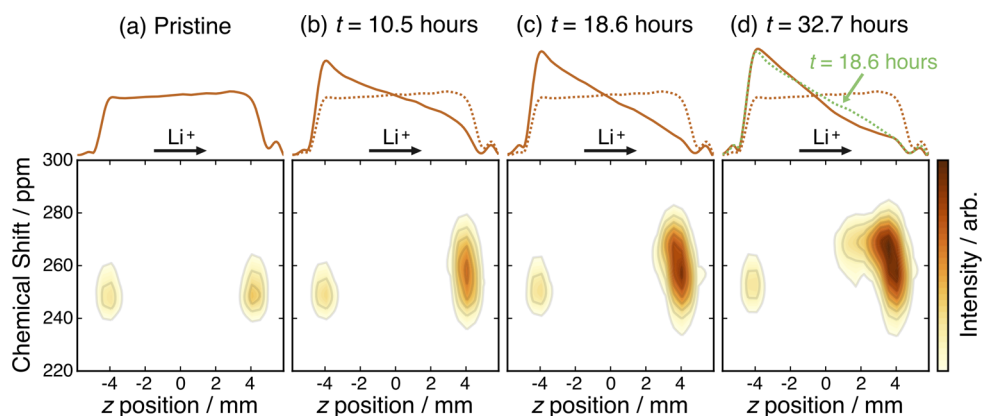 (a) Pristine
(b) t = 10.5 hours
(c) t = 18.6 hours
(d) t = 32.7 hours
t = 18.6 hours
Li+
Li+
Li+
Li+
Chemical Shift / ppm
300
280
260
240
220
-4 -2 0 2 4
-4 -2 0 2 4
-4 -2 0 2 4
-4 -2 0 2 4
z position / mm
z position / mm
z position / mm
z position / mm
Intensity / arb.